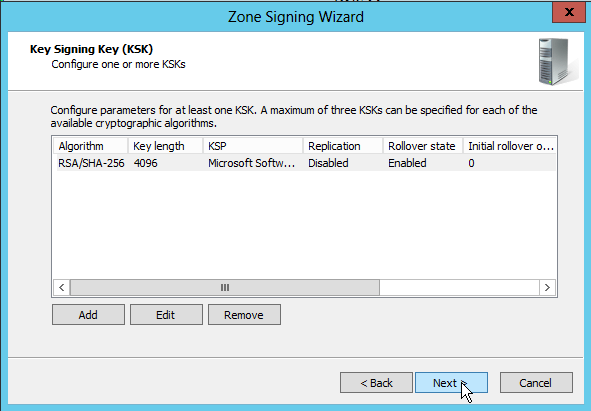 Zone Signing Wizard
x
Key Signing Key (KSK)
Configure one or more KSKs
Configure parameters for at least one KSK. A maximum of three KSKs can be specified for each of the
available cryptographic algorithms.
Algorithm Key length KSP Replication Rollover state Initial rollover o...
RSA/SHA-256 4096 Microsoft Softw... Disabled Enabled 0
Add Edit Remove
< Back Next > Cancel